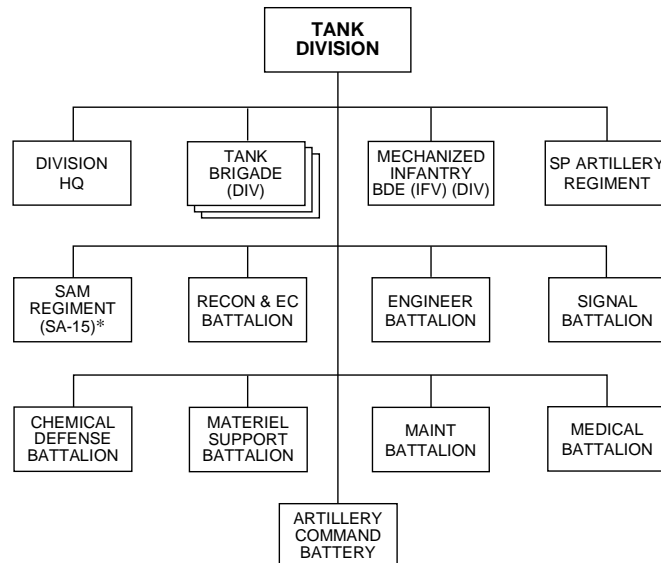 TANK
DIVISION
DIVISION
HQ
TANK
BRIGADE
(DIV)
MECHANIZED
INFANTRY
BDE (IFV) (DIV)
SP ARTILLERY
REGIMENT
SAM
REGIMENT
(SA-15)*
RECON & EC
BATTALION
ENGINEER
BATTALION
SIGNAL
BATTALION
CHEMICAL
DEFENSE
BATTALION
MATERIEL
SUPPORT
BATTALION
MAINT
BATTALION
MEDICAL
BATTALION
ARTILLERY
COMMAND
BATTERY